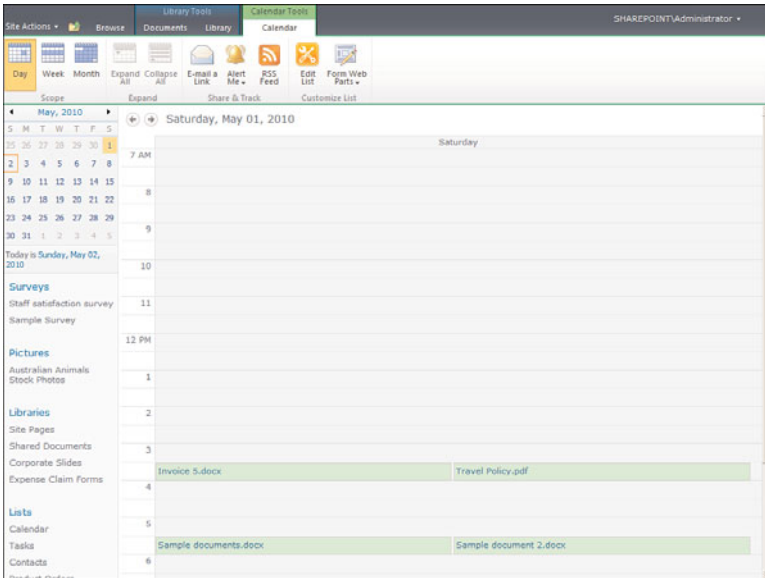 Library Tools
Calendar Tools
SHAREPOINT\Administrator
Site Actions
Browse
Documents
Library
Calendar
Day
Week
Month
Expand All
Collapse All
E-mail a Link
Alert Me
RSS Feed
Edit List
Form Web Parts
Scope
Expand
Share & Track
Customize List
May, 2010
S M T W T F S
25 26 27 28 29 30 1
2 3 4 5 6 7 8
9 10 11 12 13 14 15
16 17 18 19 20 21 22
23 24 25 26 27 28 29
30 31 1 2 3 4 5
Today is Sunday, May 02,
2010
Surveys
Staff satisfaction survey
Sample Survey
Pictures
Australian Animals
Stock Photos
Libraries
Site Pages
Shared Documents
Corporate Slides
Expense Claim Forms
Lists
Calendar
Tasks
Contacts
Saturday, May 01, 2010
Saturday
7 AM
8
9
10
11
12 PM
1
2
3
Invoice 5.docx
Travel Policy.pdf
4
5
Sample documents.docx
Sample document 2.docx
6